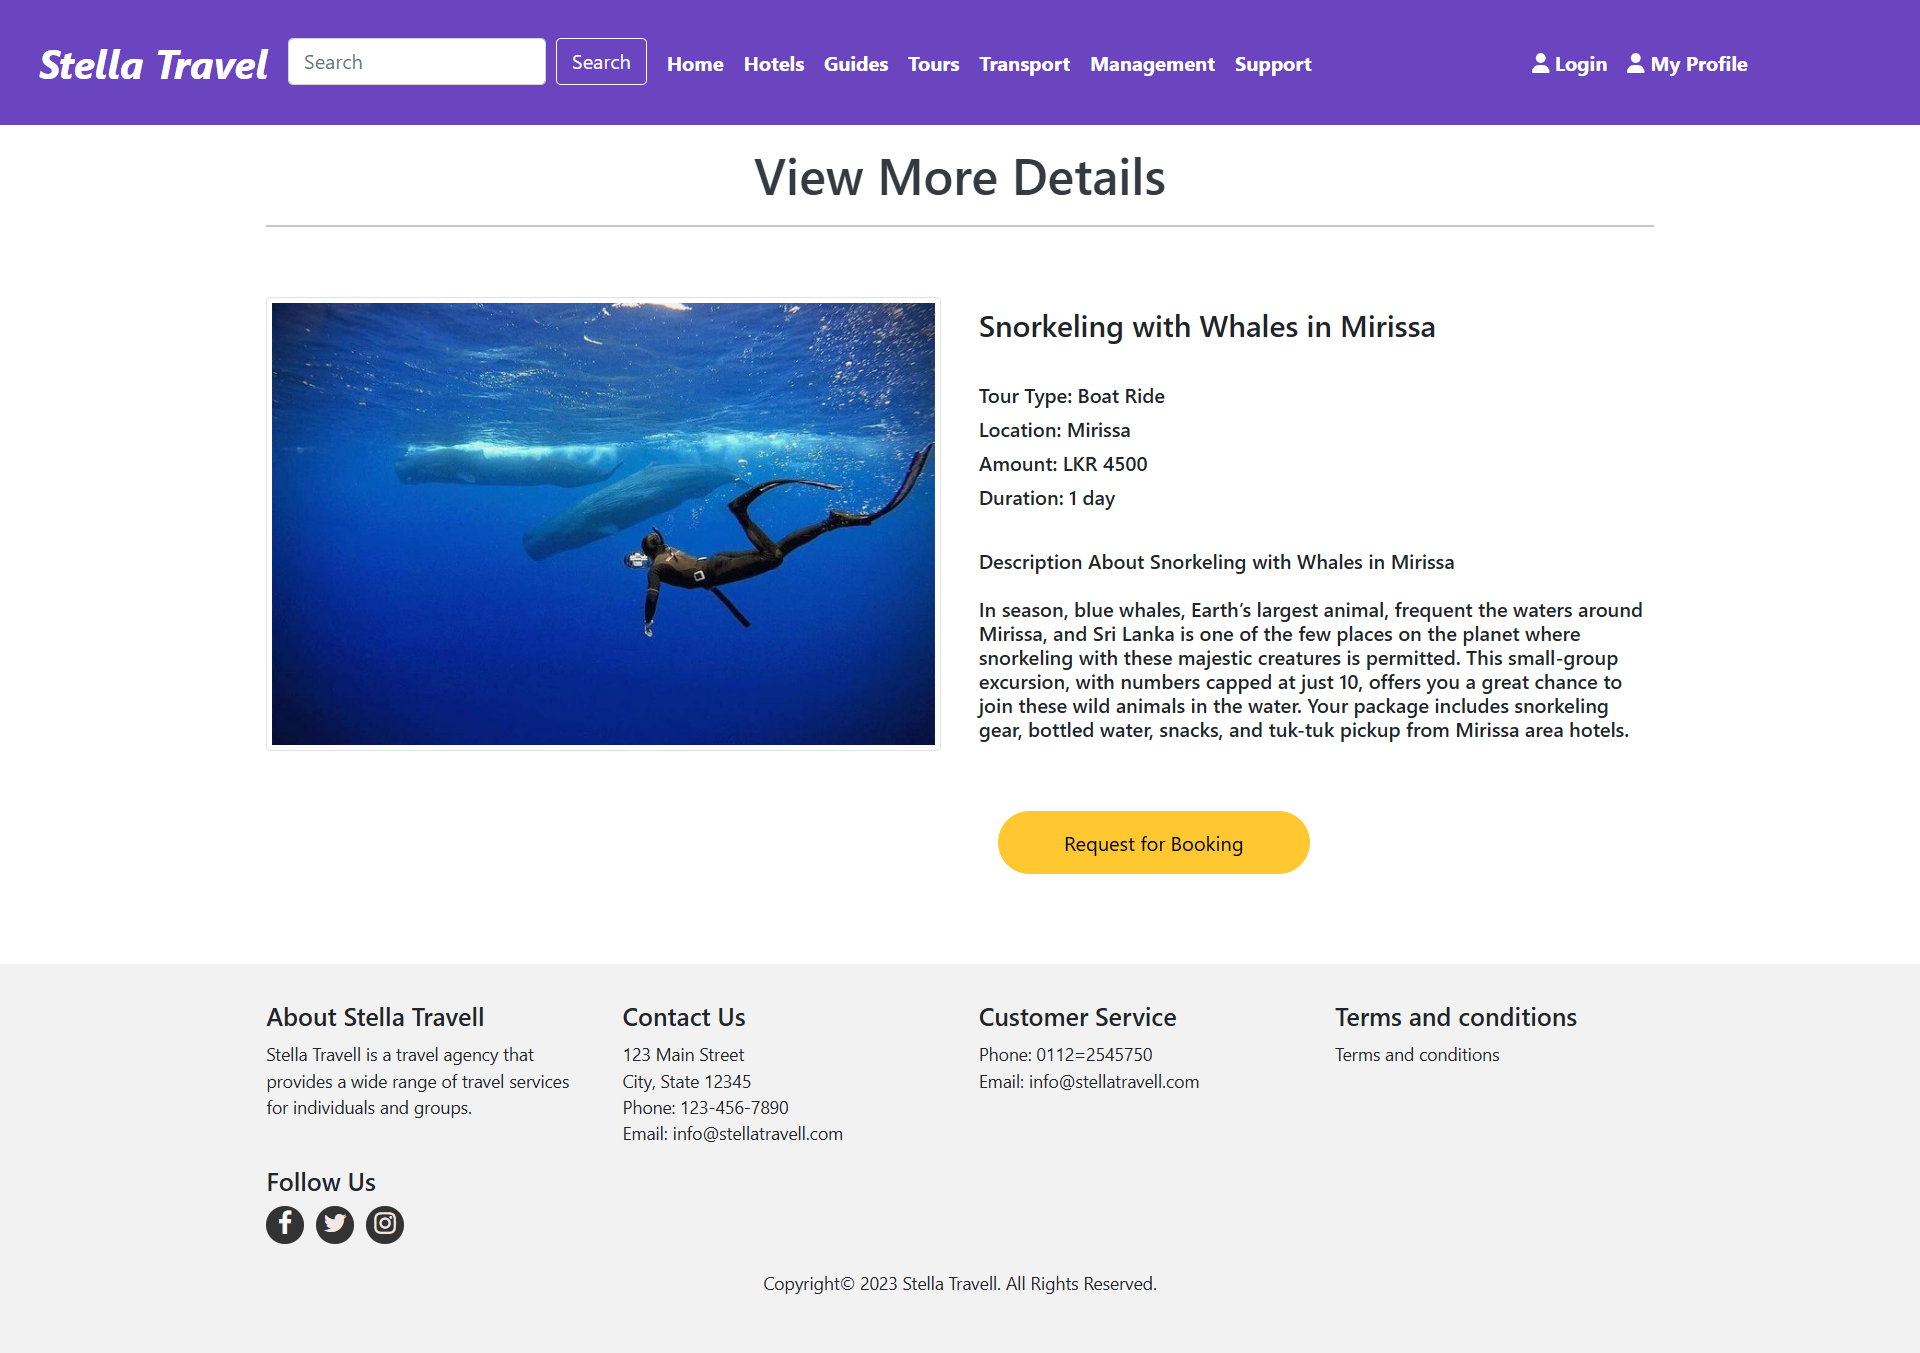 Stella Travel
Search
Search
Home
Hotels
Guides
Tours
Transport
Management
Support
Login
My Profile
View More Details
Snorkeling with Whales in Mirissa
Tour Type: Boat Ride
Location: Mirissa
Amount: LKR 4500
Duration: 1 day
Description About Snorkeling with Whales in Mirissa
In season, blue whales, Earth’s largest animal, frequent the waters around
Mirissa, and Sri Lanka is one of the few places on the planet where
snorkeling with these majestic creatures is permitted. This small-group
excursion, with numbers capped at just 10, offers you a great chance to
join these wild animals in the water. Your package includes snorkeling
gear, bottled water, snacks, and tuk-tuk pickup from Mirissa area hotels.
Request for Booking
About Stella Travell
Stella Travell is a travel agency that
provides a wide range of travel services
for individuals and groups.
Contact Us
123 Main Street
City, State 12345
Phone: 123-456-7890
Email: info@stellatravell.com
Customer Service
Phone: 0112=2545750
Email: info@stellatravell.com
Terms and conditions
Terms and conditions
Follow Us
Copyright© 2023 Stella Travell. All Rights Reserved.